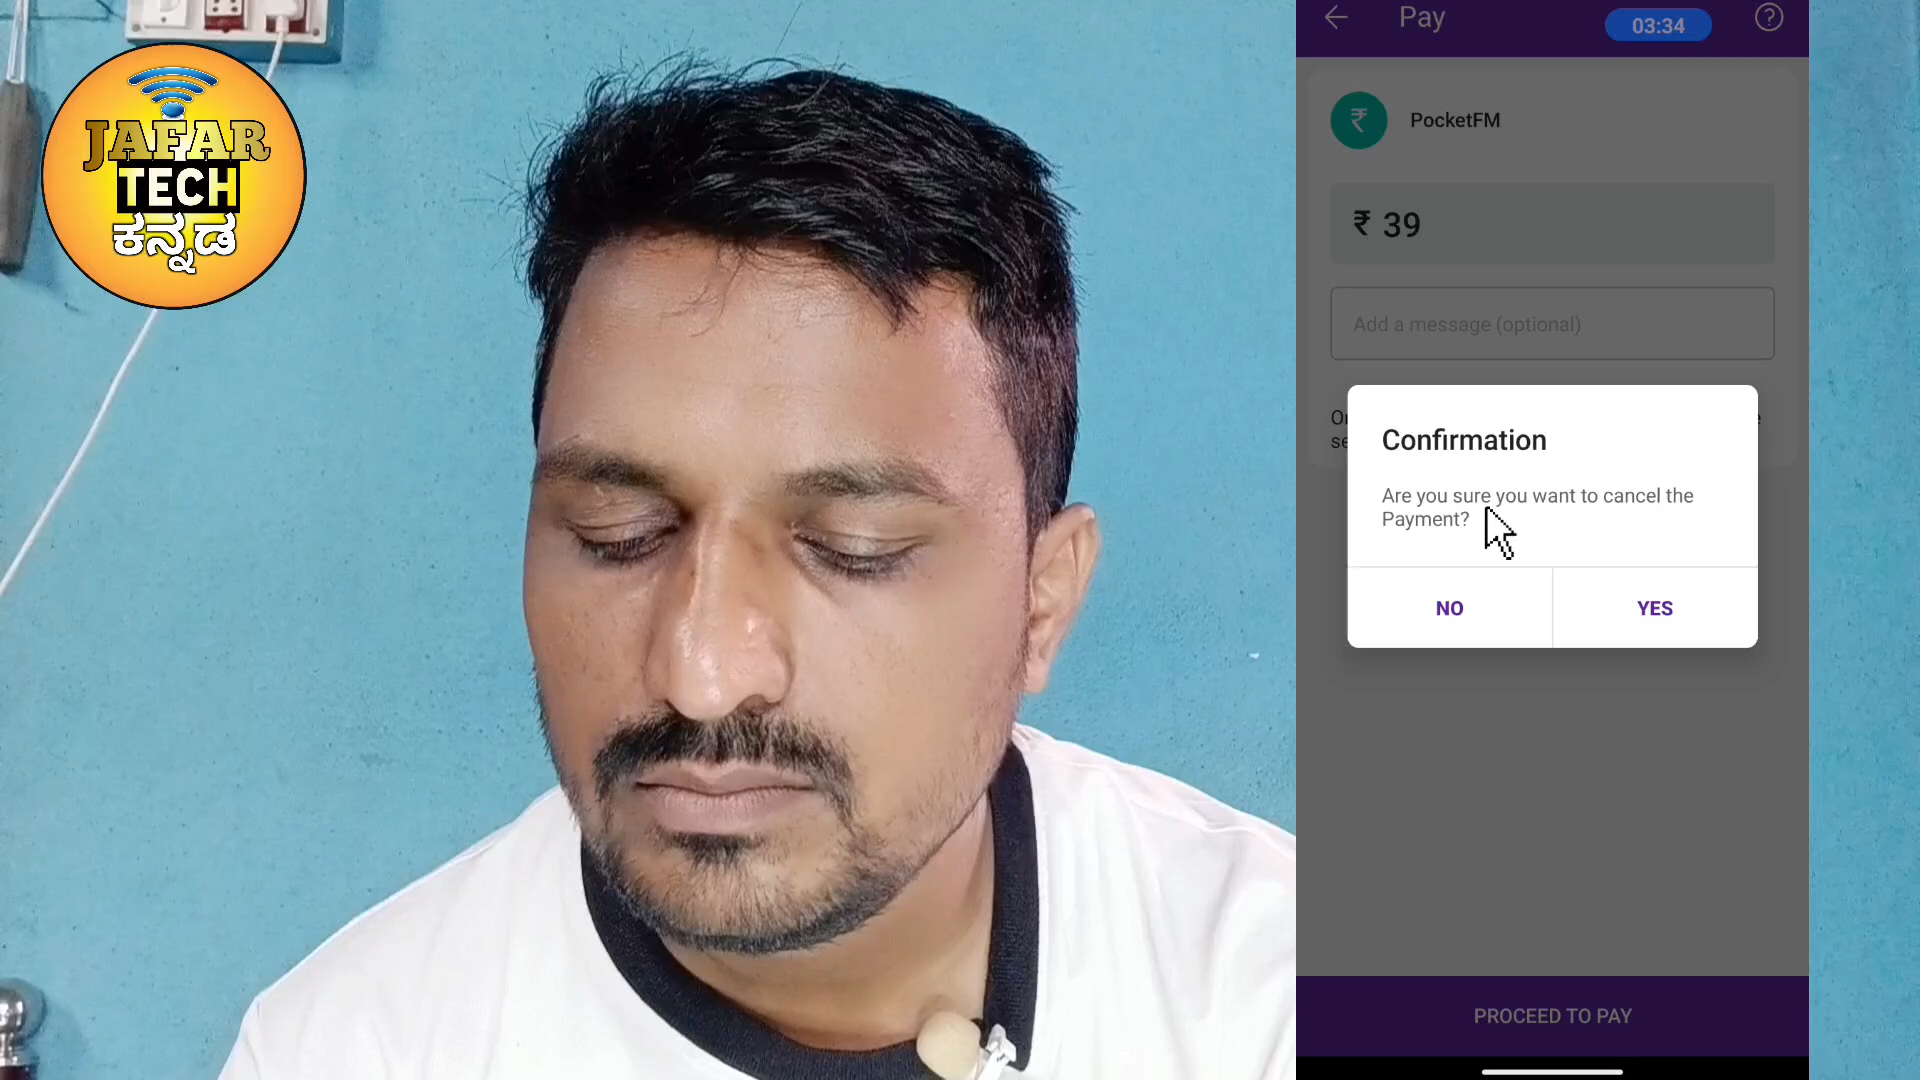 JAFAR
TECH
ಕನ್ನಡ
Pay
03:34
PocketFM
₹
₹ 39
Add a message (optional)
Confirmation
Are you sure you want to cancel the
Payment?
NO
YES
PROCEED TO PAY